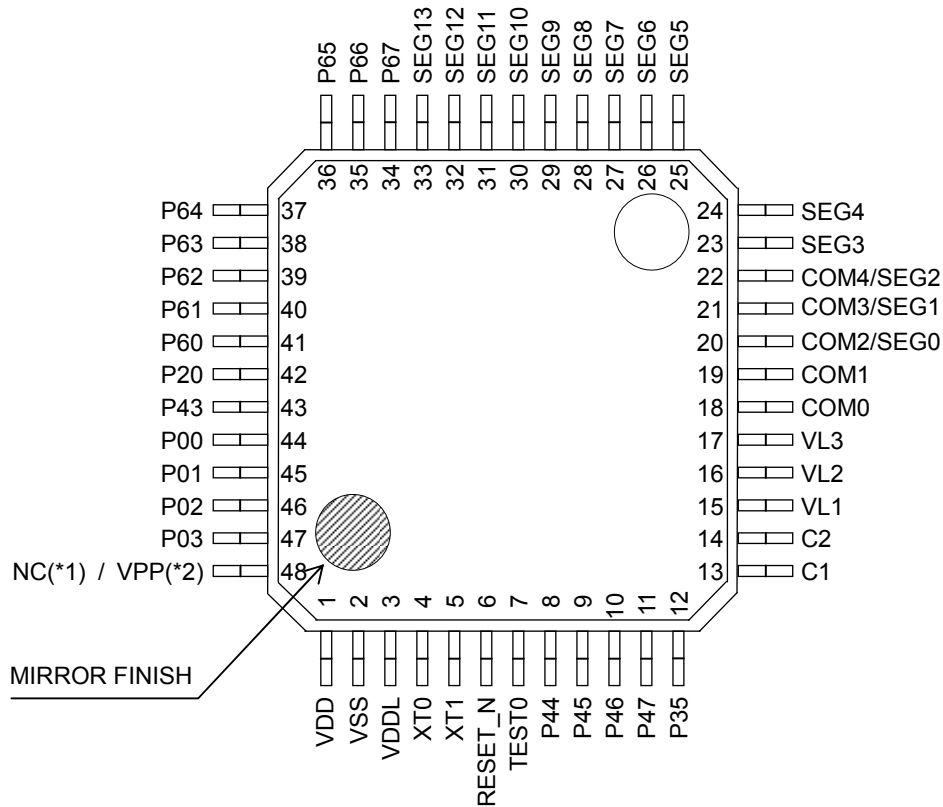 P65 P66 P67 SEG13 SEG12 SEG11 SEG10 SEG9 SEG8 SEG7 SEG6 SEG5
36 35 34 33 32 31 30 29 28 27 26 25
P64 37 24 SEG4
P63 38 23 SEG3
P62 39 22 COM4/SEG2
P61 40 21 COM3/SEG1
P60 41 20 COM2/SEG0
P20 42 19 COM1
P43 43 18 COM0
P00 44 17 VL3
P01 45 16 VL2
P02 46 15 VL1
P03 47 14 C2
NC(*1) / VPP(*2) 48 13 C1
1 2 3 4 5 6 7 8 9 10 11 12
MIRROR FINISH
VDD VSS VDDL XT0 XT1 RESET_N TEST0 P44 P45 P46 P47 P35